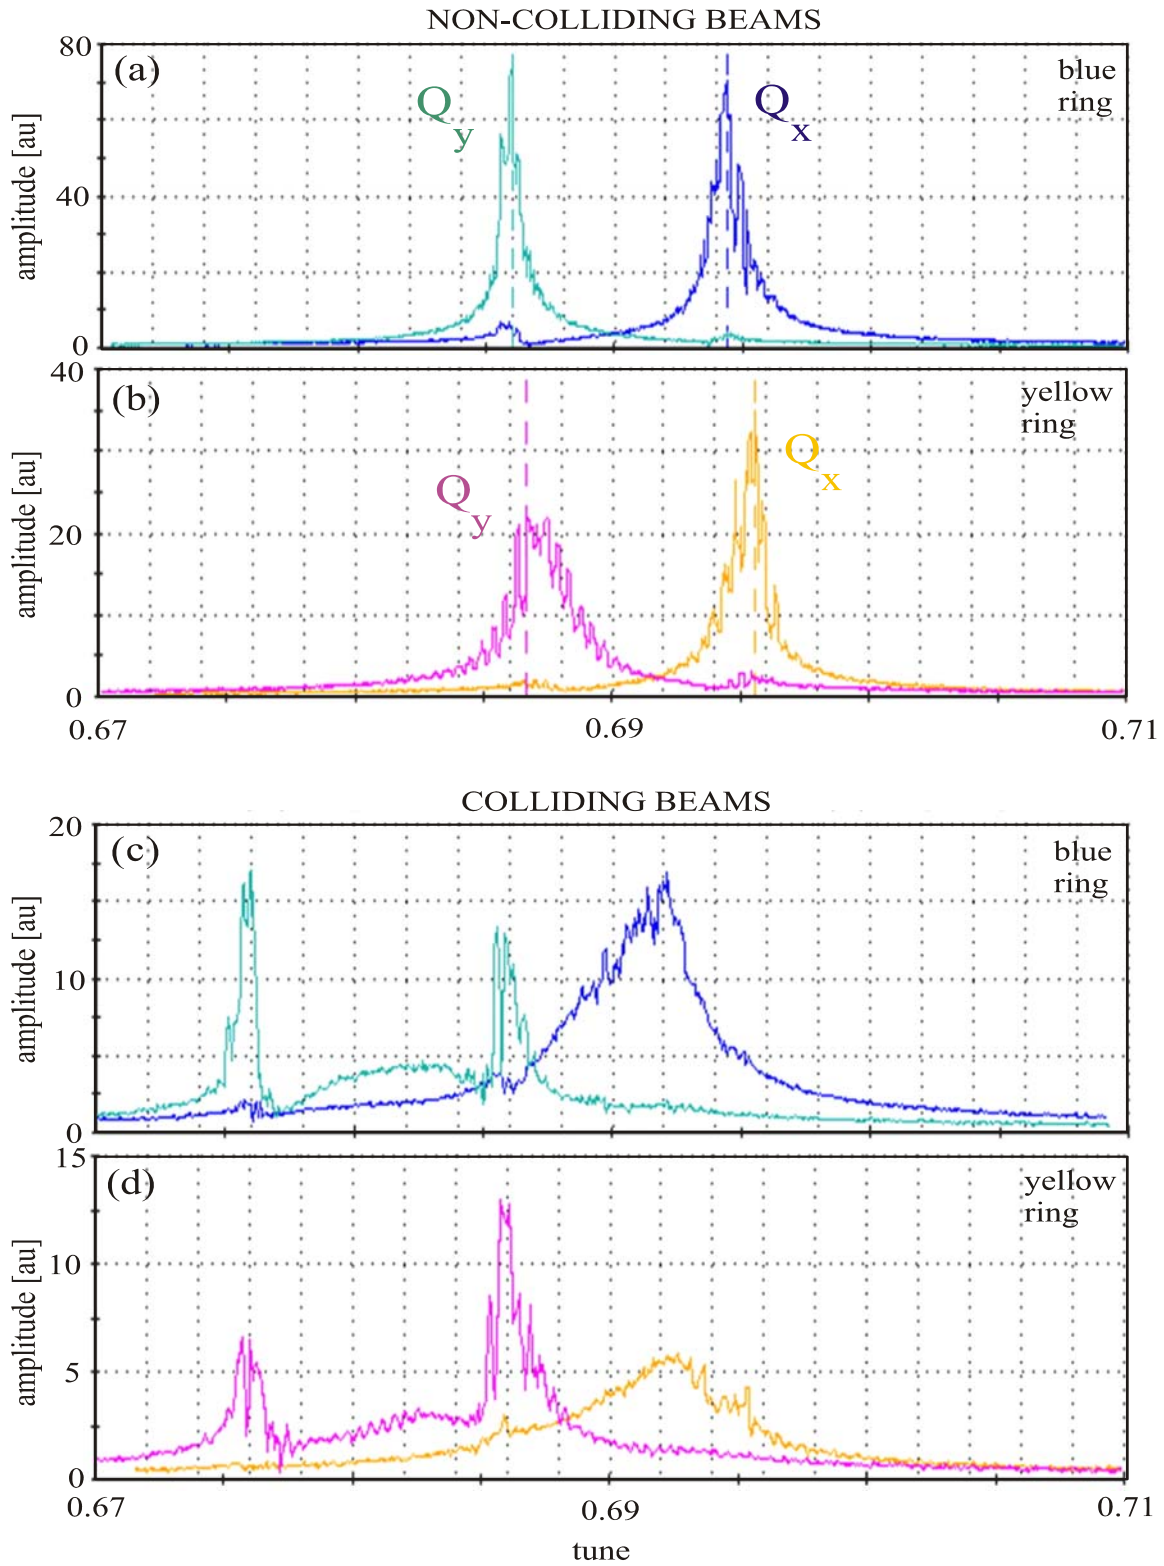 NON-COLLIDING BEAMS
80
(a)
blue
ring
Qy
Qx
amplitude [au]
40
0
40
(b)
yellow
ring
Qx
Qy
amplitude [au]
20
0
0.67
0.69
0.71
COLLIDING BEAMS
20
(c)
blue
ring
amplitude [au]
10
0
15
(d)
yellow
ring
10
amplitude [au]
5
0
0.67
0.69
0.71
tune